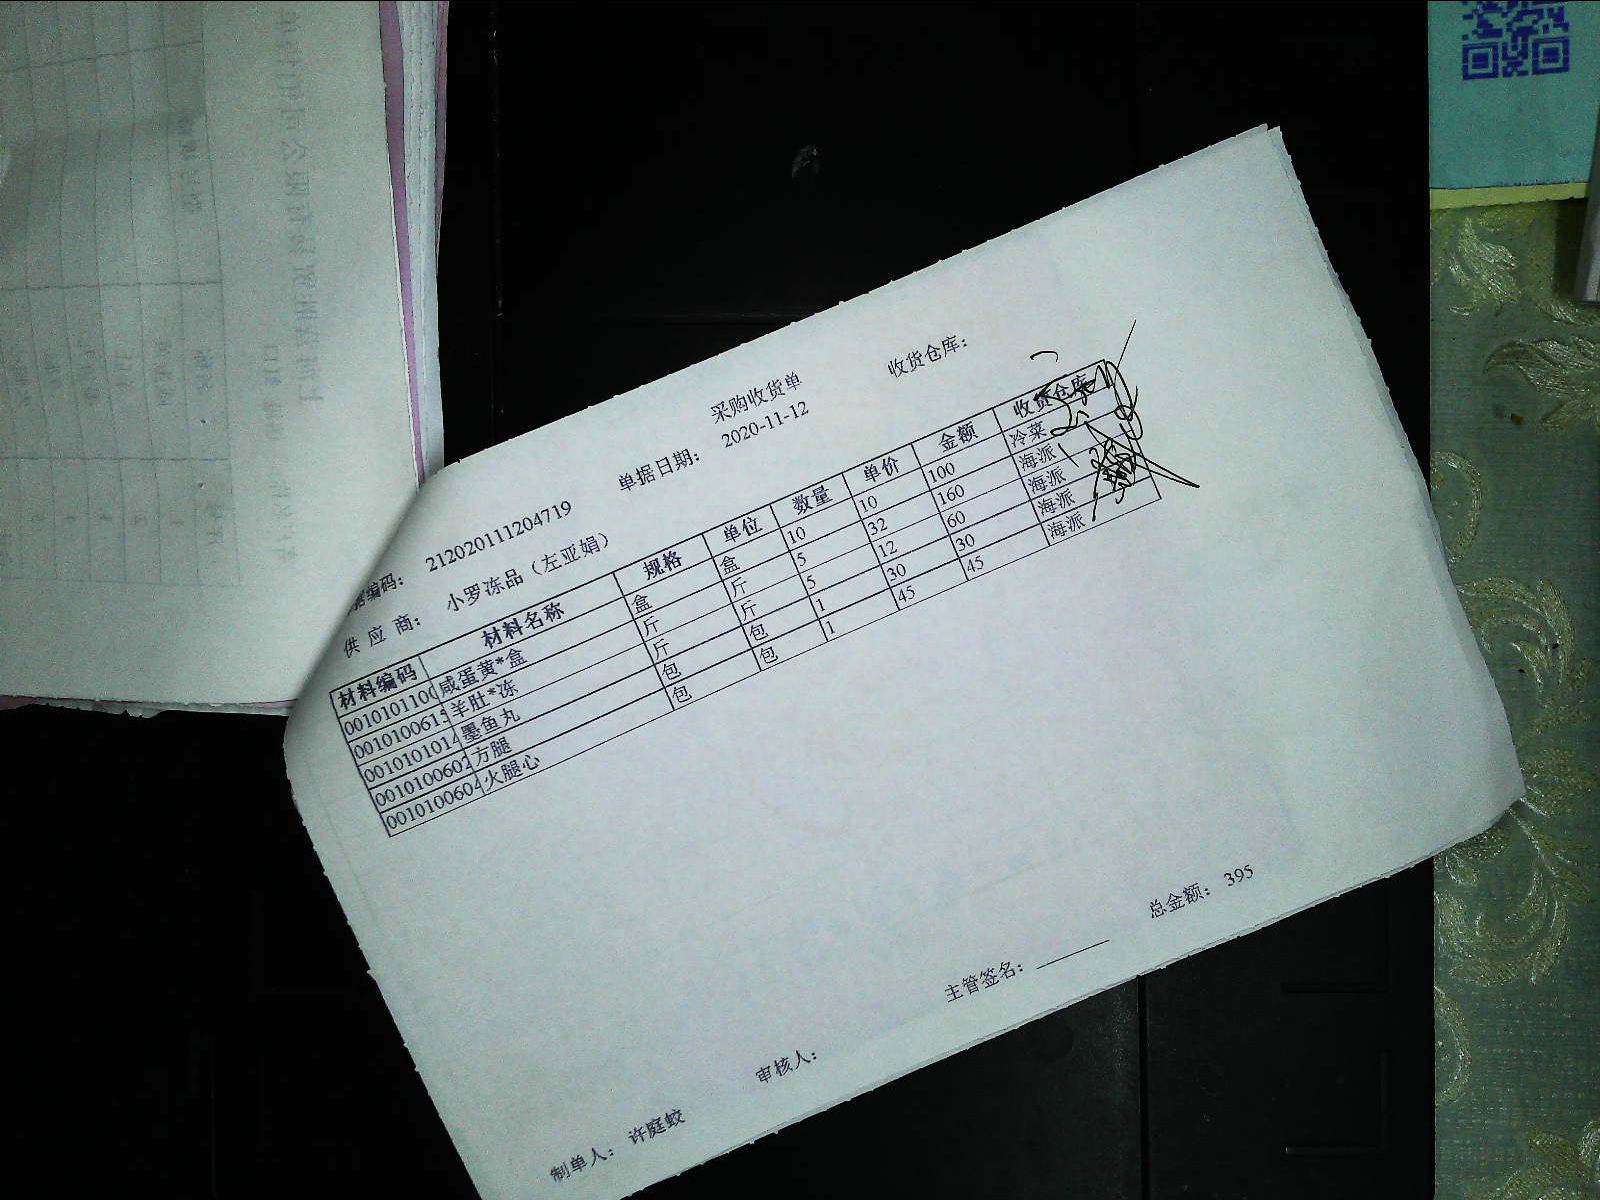 采购收货单
收货仓库：
据编码： 212020111204719 单据日期： 2020-11-12
供 应 商： 小罗冻品（左亚娟）
材料编码 材料名称 规格 单位 数量 单价 金额 收货仓库
0010101100 咸蛋黄*盒 盒 盒 10 10 100 冷菜
001010061 羊肚*冻 斤 斤 5 32 160 海派
001010101 墨鱼丸 斤 斤 5 12 60 海派
0010100602 方腿 包 包 1 30 30 海派
0010100604 火腿心 包 包 1 45 45 海派
总金额： 395
制单人： 许庭蛟 审核人： 主管签名：